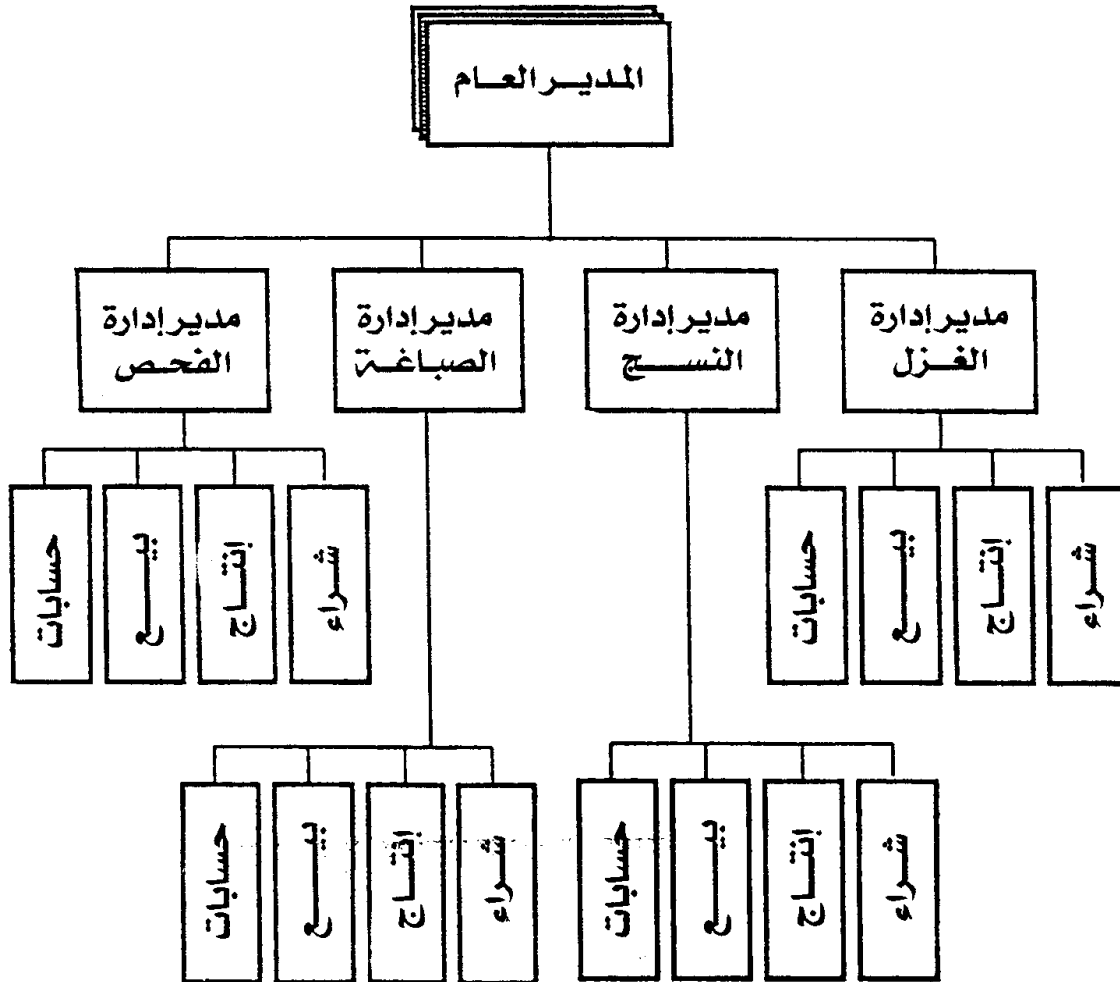 المدير العام
مدير إدارة
الغزل
مدير إدارة
النسج
مدير إدارة
الصباغة
مدير إدارة
الفحص
شراء
إنتاج
بيع
حسابات
شراء
إنتاج
بيع
حسابات
شراء
إنتاج
بيع
حسابات
شراء
إنتاج
بيع
حسابات